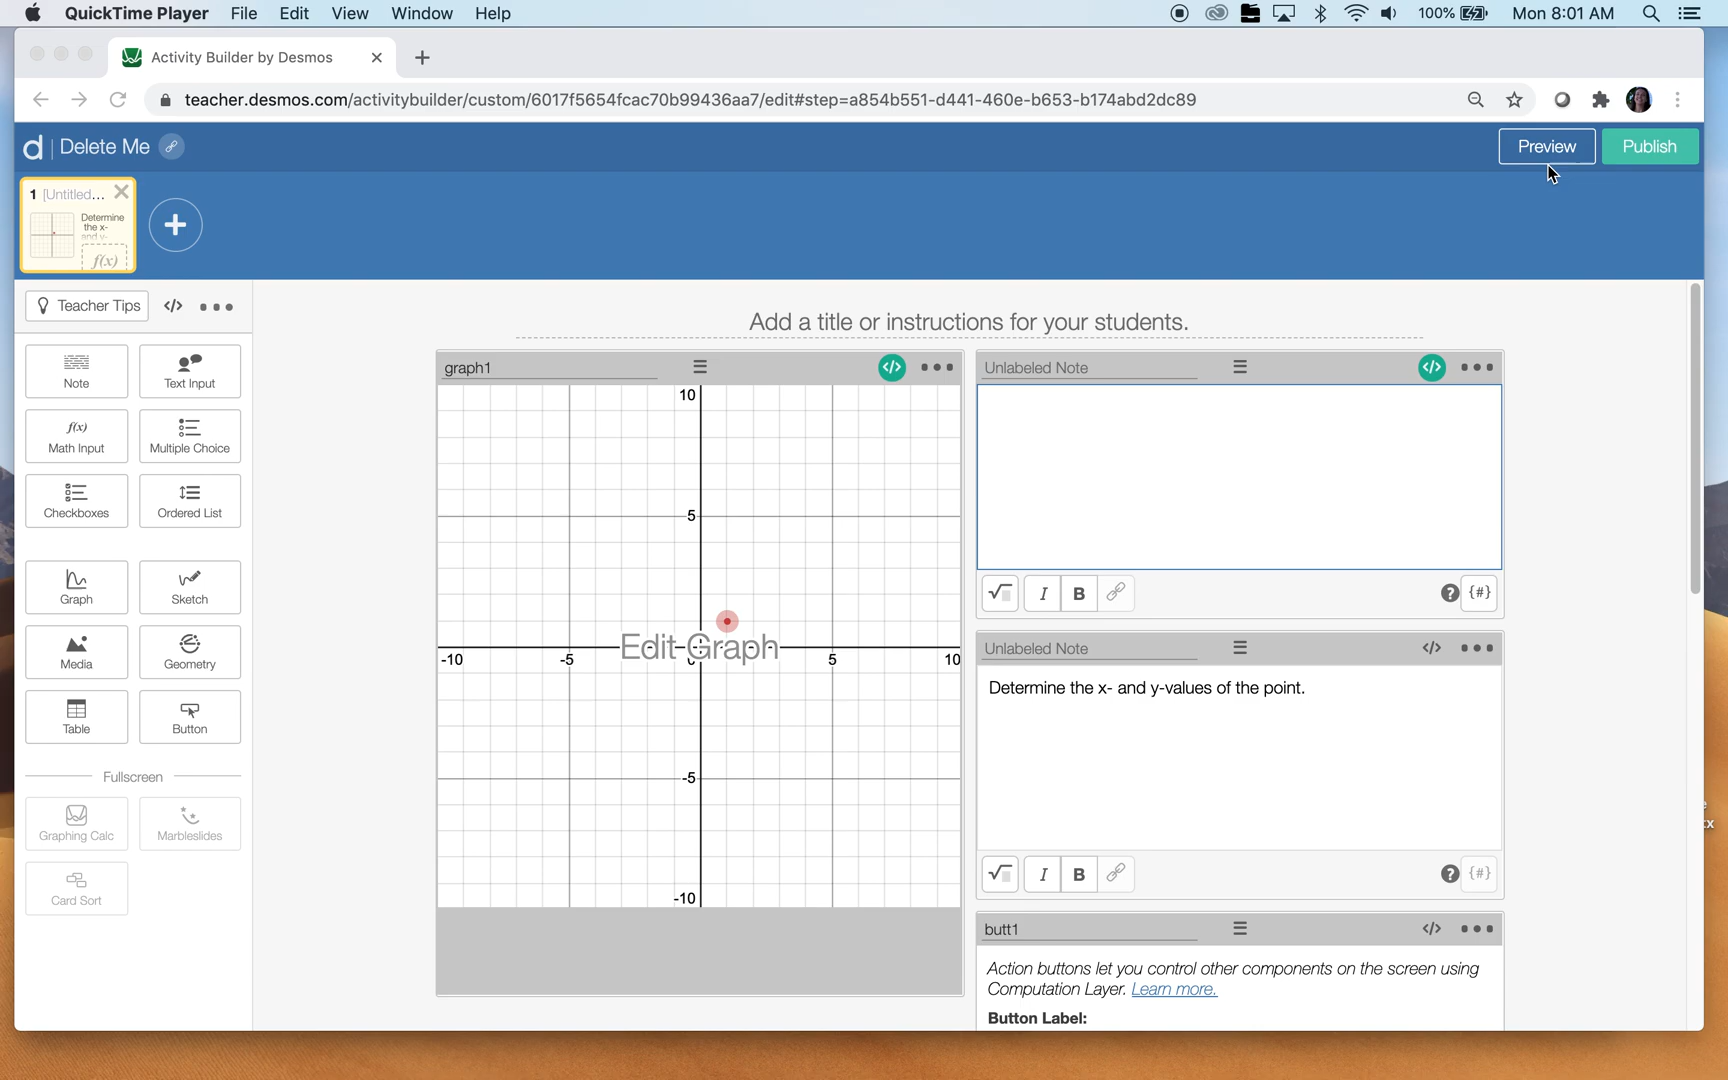 QuickTime Player File Edit View Window Help 100% Mon 8:01 AM
Activity Builder by Desmos
teacher.desmos.com/activitybuilder/custom/6017f5654fcac70b99436aa7/edit#step=a854b551-d441-460e-b653-b174abd2dc89
d | Delete Me Preview Publish
1 [Untitled...
Determine
the x-
and y-
f(x)
Teacher Tips
Add a title or instructions for your students.
Note Text Input
f(x)
Math Input Multiple Choice
Checkboxes Ordered List
Graph Sketch
Media Geometry
Table Button
Fullscreen
Graphing Calc Marbleslides
Card Sort
graph1
10
5
-10 -5 0 5 10
Edit Graph
-5
-10
Unlabeled Note
I B ? {#}
Unlabeled Note
Determine the x- and y-values of the point.
I B ? {#}
butt1
Action buttons let you control other components on the screen using
Computation Layer. Learn more.
Button Label: